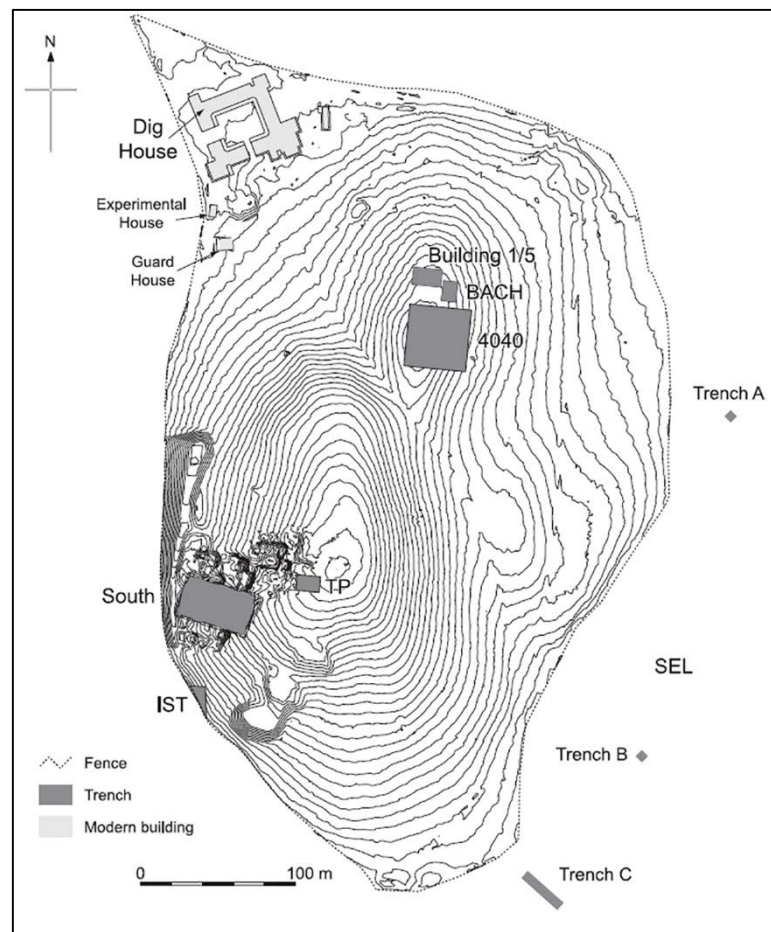 N
Dig
House
Experimental
House
Guard
House
Building 1/5
BACH
4040
Trench A
South
TP
IST
SEL
Trench B
Fence
Trench
Modern building
0 100 m
Trench C